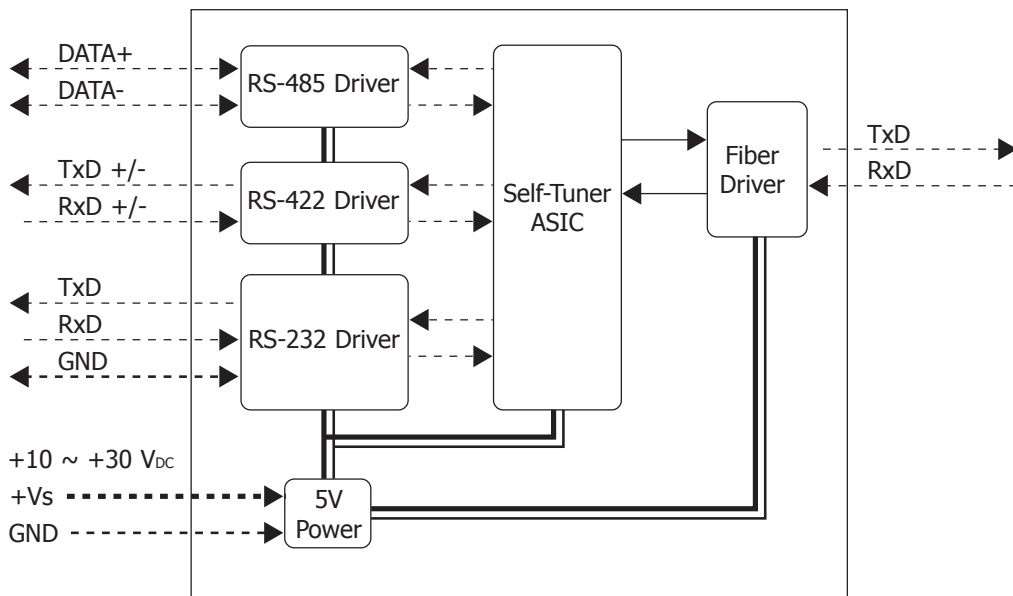 DATA+
DATA-
RS-485 Driver
TxD +/-
RxD +/-
RS-422 Driver
TxD
RxD
GND
RS-232 Driver
Self-Tuner
ASIC
Fiber
Driver
TxD
RxD
+10 ~ +30 VDC
+Vs
GND
5V
Power